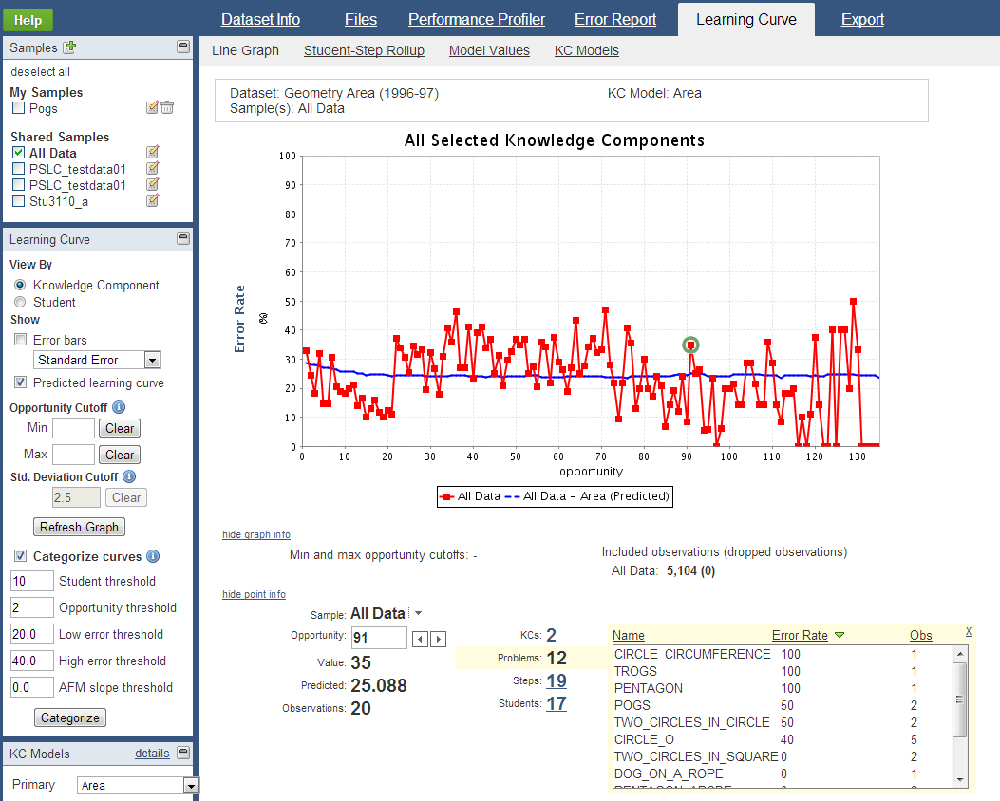 Help
Dataset Info Files Performance Profiler Error Report Learning Curve Export
Line Graph Student-Step Rollup Model Values KC Models
Samples
deselect all
My Samples
Pogs
Shared Samples
All Data
PSLC_testdata01
PSLC_testdata01
Stu3110_a
Learning Curve
View By
Knowledge Component
Student
Show
Error bars
Standard Error
Predicted learning curve
Opportunity Cutoff
Min Clear
Max Clear
Std. Deviation Cutoff
2.5 Clear
Refresh Graph
Categorize curves
10 Student threshold
2 Opportunity threshold
20.0 Low error threshold
40.0 High error threshold
0.0 AFM slope threshold
Categorize
KC Models details
Primary Area
Dataset: Geometry Area (1996-97) KC Model: Area
Sample(s): All Data
All Selected Knowledge Components
Error Rate
(%)
100
90
80
70
60
50
40
30
20
10
0
0 10 20 30 40 50 60 70 80 90 100 110 120 130
opportunity
All Data All Data - Area (Predicted)
hide graph info
Min and max opportunity cutoffs: -
Included observations (dropped observations)
All Data: 5,104 (0)
hide point info
Sample: All Data
Opportunity: 91
Value: 35
Predicted: 25.088
Observations: 20
KCs: 2
Problems: 12
Steps: 19
Students: 17
Name Error Rate Obs X
CIRCLE_CIRCUMFERENCE 100 1
TROGS 100 1
PENTAGON 100 1
POGS 50 2
TWO_CIRCLES_IN_CIRCLE 50 2
CIRCLE_O 40 5
TWO_CIRCLES_IN_SQUARE 0 2
DOG_ON_A_ROPE 0 1